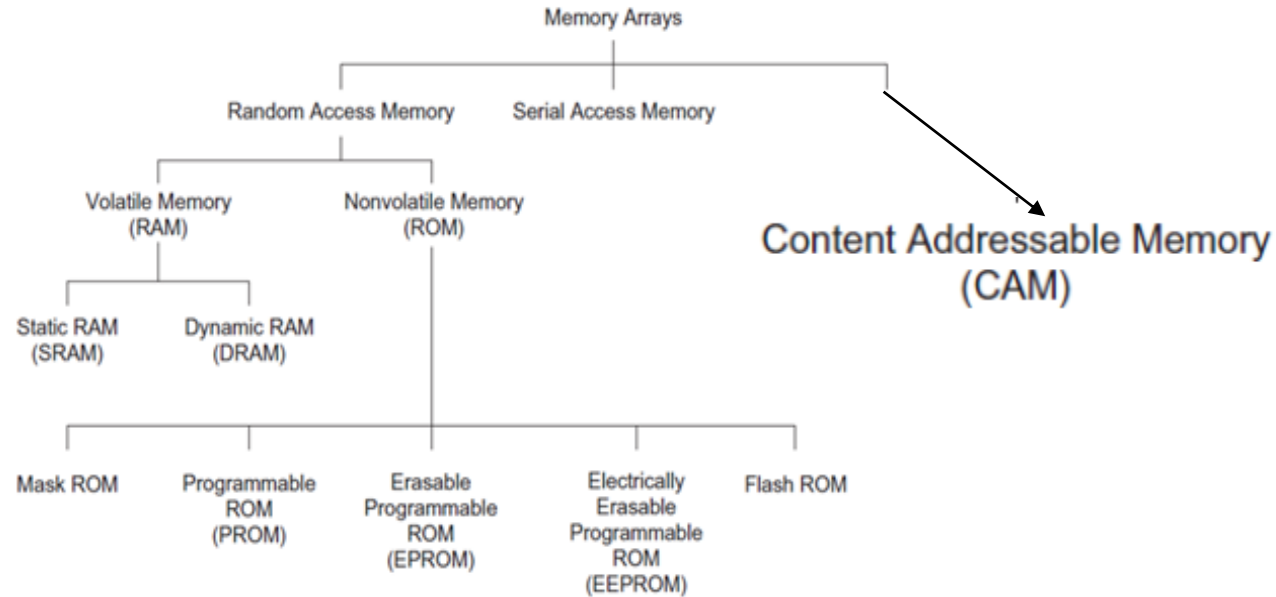 Memory Arrays
Random Access Memory
Serial Access Memory
Volatile Memory
(RAM)
Nonvolatile Memory
(ROM)
Content Addressable Memory
(CAM)
Static RAM
(SRAM)
Dynamic RAM
(DRAM)
Mask ROM
Programmable
ROM
(PROM)
Erasable
Programmable
ROM
(EPROM)
Electrically
Erasable
Programmable
ROM
(EEPROM)
Flash ROM